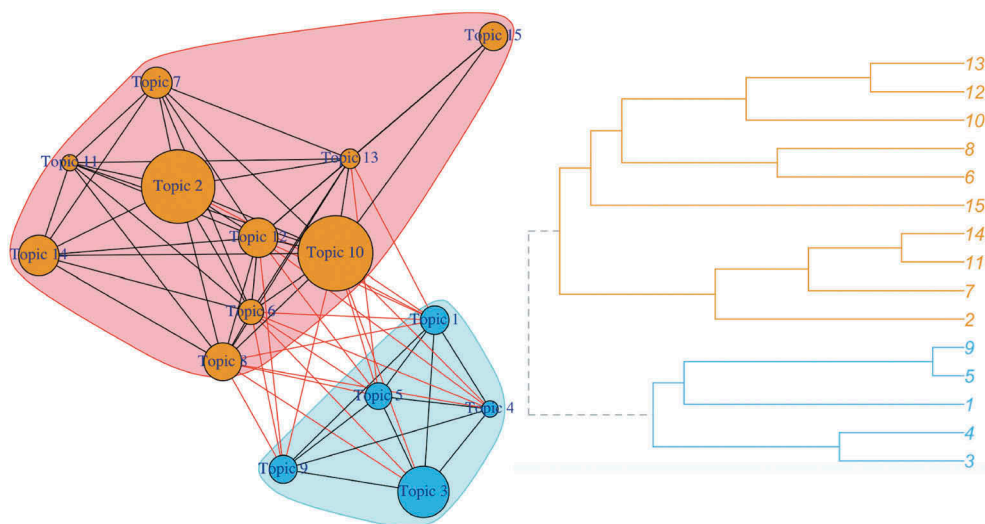 Topic 15
Topic 7
Topic 13
Topic 11
Topic 2
Topic 12
Topic 10
Topic 14
Topic 6
Topic 1
Topic 8
Topic 5
Topic 4
Topic 9
Topic 3
13
12
10
8
6
15
14
11
7
2
9
5
1
4
3